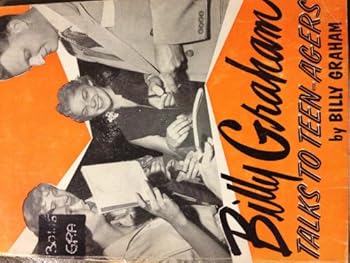 Billy Graham
TALKS TO TEEN-AGERS
by BILLY GRAHAM
GRA